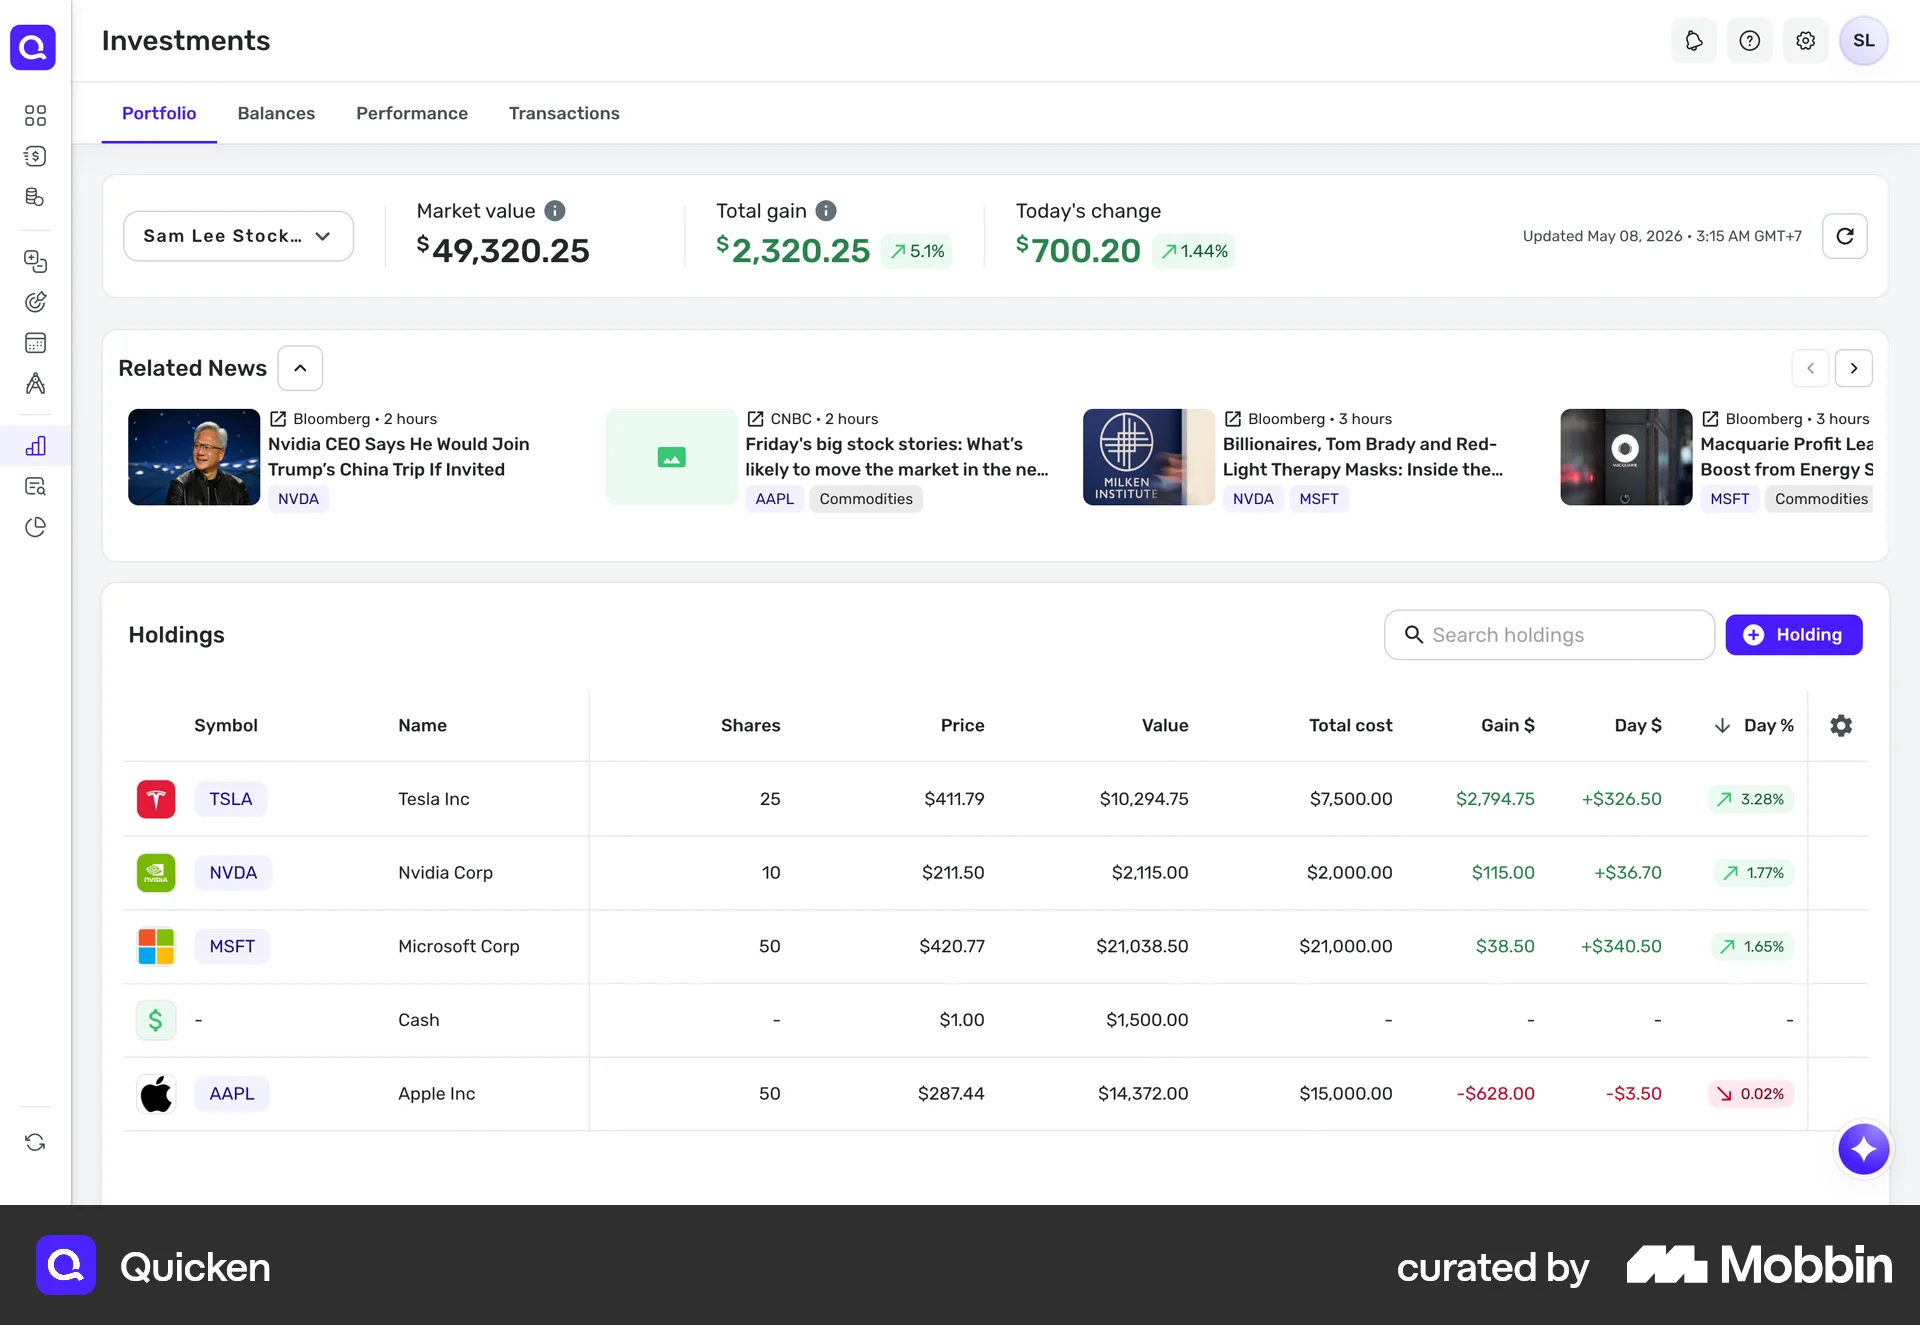 Investments
SL
Portfolio
Balances
Performance
Transactions
Sam Lee Stock...
Market value
$49,320.25
Total gain
$2,320.25
5.1%
Today's change
$700.20
1.44%
Updated May 08, 2026 • 3:15 AM GMT+7
Related News
Bloomberg • 2 hours
Nvidia CEO Says He Would Join
Trump’s China Trip If Invited
NVDA
CNBC • 2 hours
Friday's big stock stories: What’s
likely to move the market in the ne...
AAPL
Commodities
MILKEN
INSTITUTE
Bloomberg • 3 hours
Billionaires, Tom Brady and Red-
Light Therapy Masks: Inside the...
NVDA
MSFT
MACQUARIE
Bloomberg • 3 hours
Macquarie Profit Lea
Boost from Energy S
MSFT
Commodities
Holdings
Search holdings
Holding
Symbol Name Shares Price Value Total cost Gain $ Day $ Day %
TSLA Tesla Inc 25 $411.79 $10,294.75 $7,500.00 $2,794.75 +$326.50 3.28%
NVIDIA NVDA Nvidia Corp 10 $211.50 $2,115.00 $2,000.00 $115.00 +$36.70 1.77%
MSFT Microsoft Corp 50 $420.77 $21,038.50 $21,000.00 $38.50 +$340.50 1.65%
$ - Cash - $1.00 $1,500.00 - - - -
AAPL Apple Inc 50 $287.44 $14,372.00 $15,000.00 -$628.00 -$3.50 0.02%
Quicken
curated by Mobbin